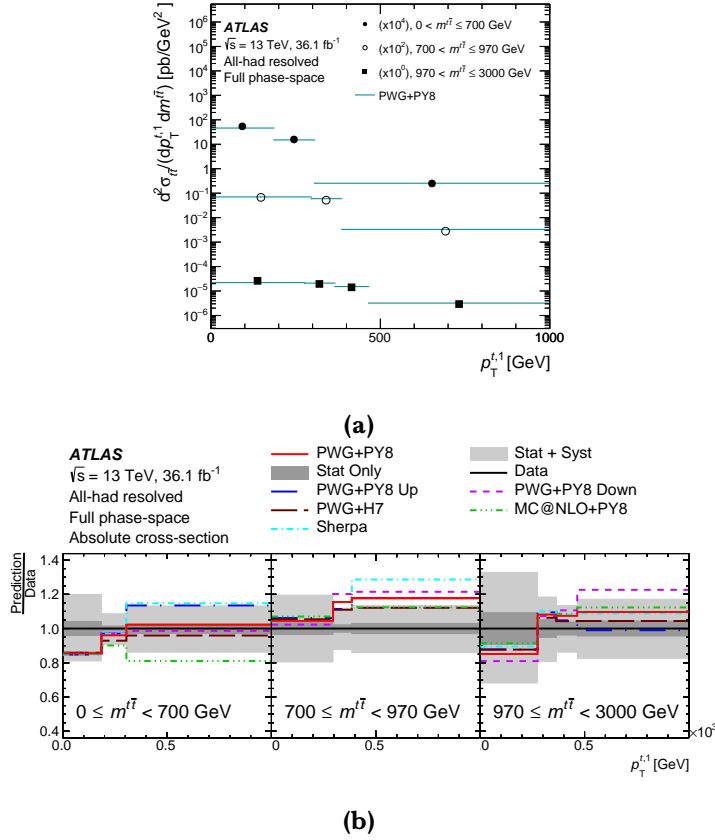 ATLAS
√s = 13 TeV, 36.1 fb⁻¹
All-had resolved
Full phase-space
(x10⁴), 0 < m^{tt̄} ≤ 700 GeV
(x10²), 700 < m^{tt̄} ≤ 970 GeV
(x10⁰), 970 < m^{tt̄} ≤ 3000 GeV
PWG+PY8
d²σ_{tt̄}/(dp_T^{t,1} dm^{tt̄}) [pb/GeV²]
10⁶
10⁵
10⁴
10³
10²
10
1
10⁻¹
10⁻²
10⁻³
10⁻⁴
10⁻⁵
10⁻⁶
0 500 1000
p_T^{t,1} [GeV]
(a)
ATLAS
√s = 13 TeV, 36.1 fb⁻¹
All-had resolved
Full phase-space
Absolute cross-section
PWG+PY8
Stat Only
PWG+PY8 Up
PWG+H7
Sherpa
Stat + Syst
Data
PWG+PY8 Down
MC@NLO+PY8
Prediction
Data
1.4
1.2
1.0
0.8
0.6
0.4
0 ≤ m^{tt̄} < 700 GeV
700 ≤ m^{tt̄} < 970 GeV
970 ≤ m^{tt̄} < 3000 GeV
0.0 0.5 0.5 0.5
×10³
p_T^{t,1} [GeV]
(b)